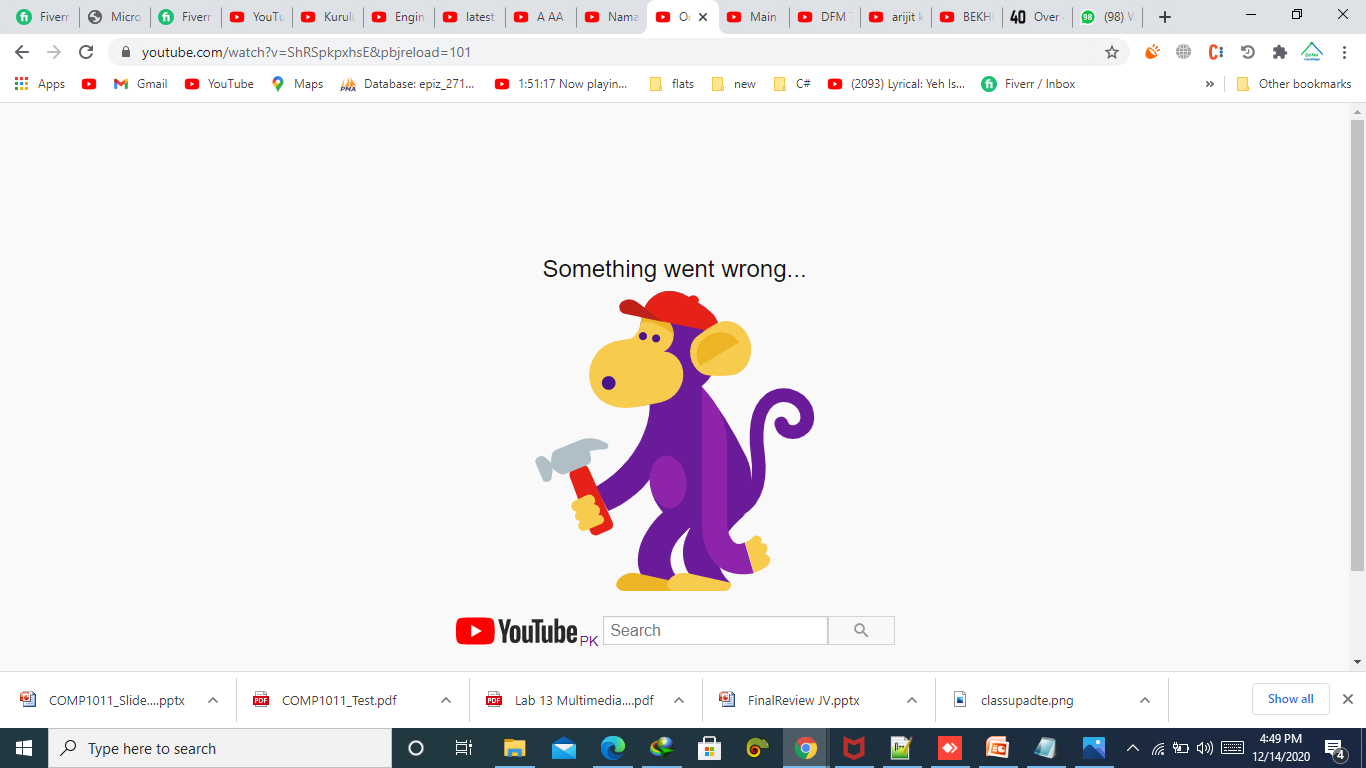 Fiverr
Micro
Fiverr
YouTu
Kurul
Engin
latest
A AA
Nama
Main
DFM
arijit
BEKH
40 Over
98 (98)
youtube.com/watch?v=ShRSpkpxhsE&pbjreload=101
Apps
Gmail
YouTube
Maps
Database: epiz_271...
1:51:17 Now playin...
flats
new
C#
(2093) Lyrical: Yeh Is...
Fiverr / Inbox
» Other bookmarks
Something went wrong...
YouTube PK
Search
COMP1011_Slide....pptx
COMP1011_Test.pdf
Lab 13 Multimedia....pdf
FinalReview JV.pptx
classupadte.png
Show all
Type here to search
4:49 PM
12/14/2020
4